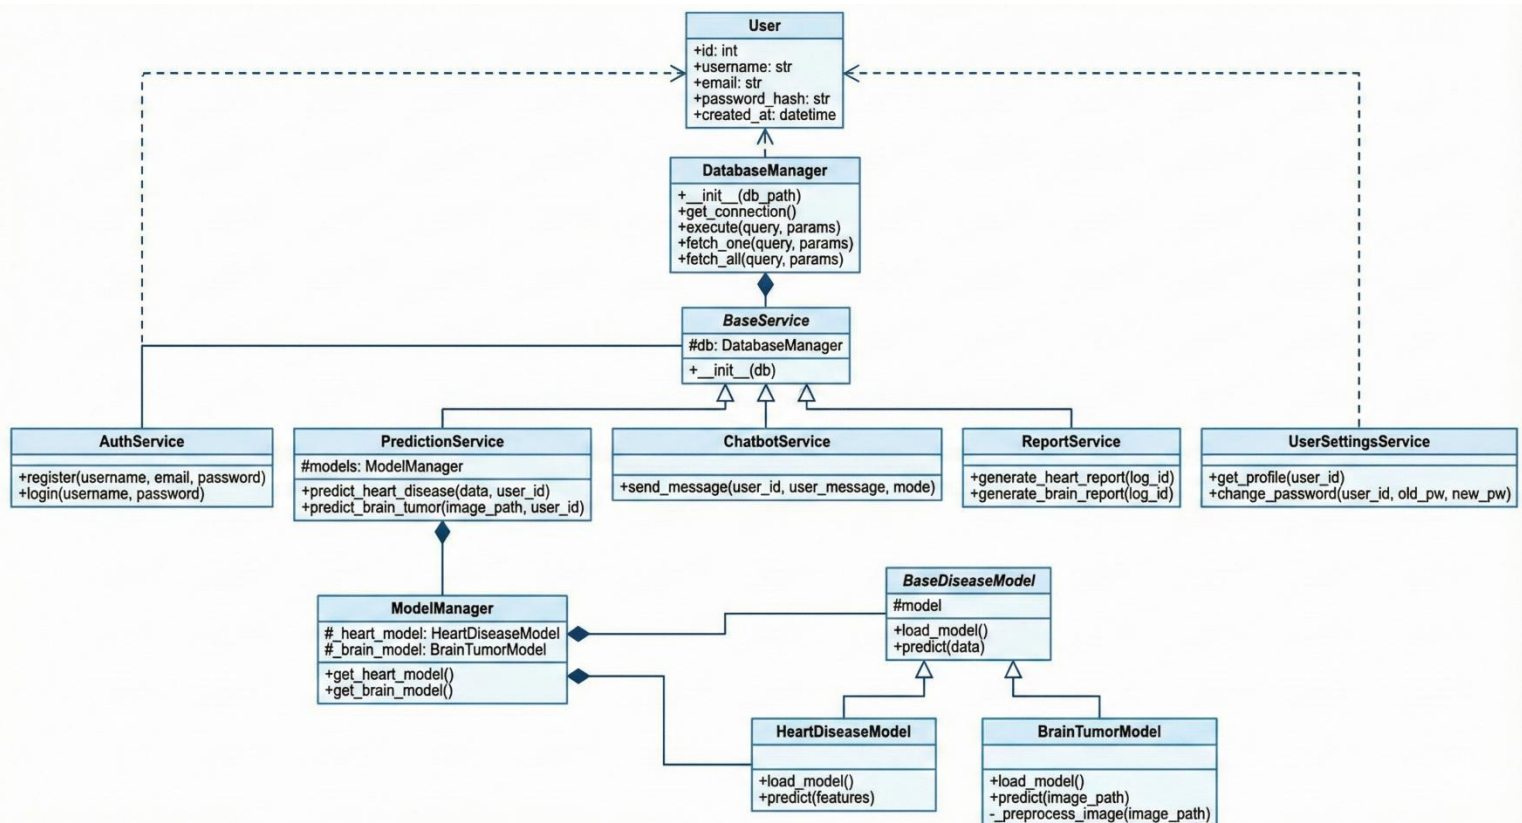 User
+id: int
+username: str
+email: str
+password_hash: str
+created_at: datetime
DatabaseManager
+__init__(db_path)
+get_connection()
+execute(query, params)
+fetch_one(query, params)
+fetch_all(query, params)
BaseService
#db: DatabaseManager
+__init__(db)
AuthService
+register(username, email, password)
+login(username, password)
PredictionService
#models: ModelManager
+predict_heart_disease(data, user_id)
+predict_brain_tumor(image_path, user_id)
ChatbotService
+send_message(user_id, user_message, mode)
ReportService
+generate_heart_report(log_id)
+generate_brain_report(log_id)
UserSettingsService
+get_profile(user_id)
+change_password(user_id, old_pw, new_pw)
ModelManager
#_heart_model: HeartDiseaseModel
#_brain_model: BrainTumorModel
+get_heart_model()
+get_brain_model()
BaseDiseaseModel
#model
+load_model()
+predict(data)
HeartDiseaseModel
+load_model()
+predict(features)
BrainTumorModel
+load_model()
+predict(image_path)
-_preprocess_image(image_path)